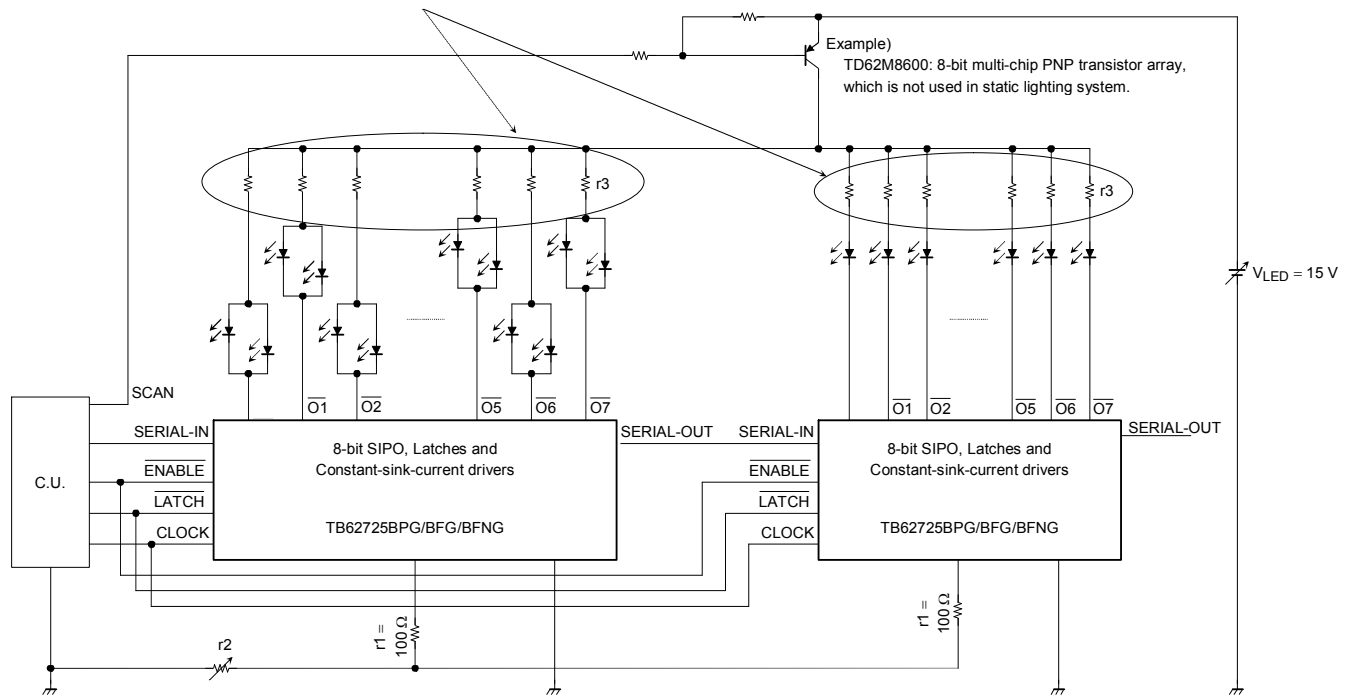 Example)
TD62M8600: 8-bit multi-chip PNP transistor array,
which is not used in static lighting system.
r3
r3
V_LED = 15 V
SCAN
O1 O2 O5 O6 O7
O1 O2 O5 O6 O7
C.U.
SERIAL-IN
ENABLE
LATCH
CLOCK
8-bit SIPO, Latches and
Constant-sink-current drivers
TB62725BPG/BFG/BFNG
SERIAL-OUT
SERIAL-IN
ENABLE
LATCH
CLOCK
8-bit SIPO, Latches and
Constant-sink-current drivers
TB62725BPG/BFG/BFNG
SERIAL-OUT
r1 =
100 Ω
r1 =
100 Ω
r2